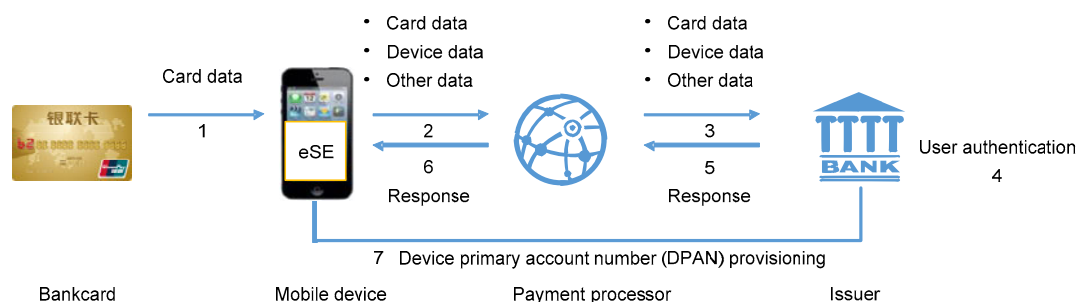 • Card data
• Device data
• Other data
• Card data
• Device data
• Other data
Card data
1
2
3
银联卡
eSE
BANK
User authentication
4
6
5
Response
Response
7 Device primary account number (DPAN) provisioning
Bankcard
Mobile device
Payment processor
Issuer